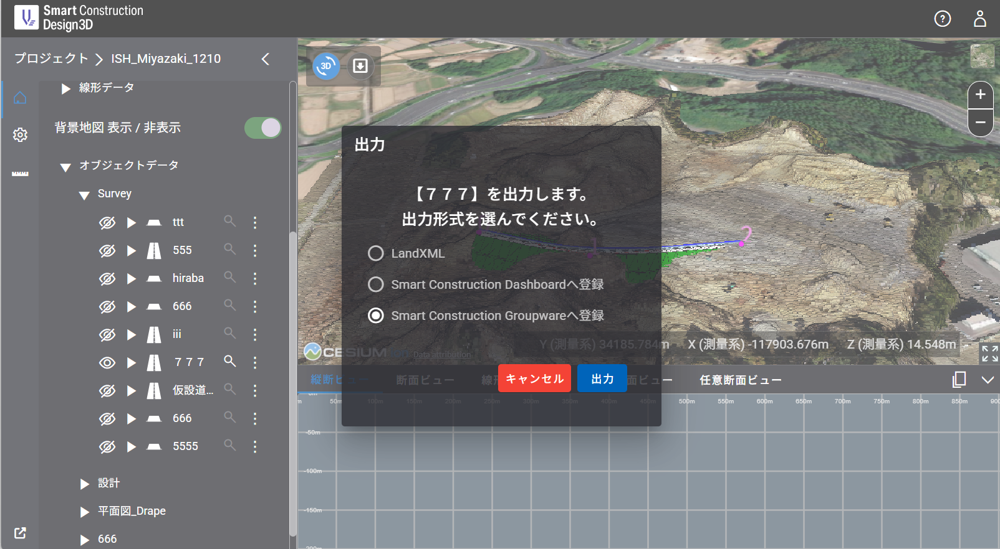 Smart Construction
Design3D
プロジェクト > ISH_Miyazaki_1210
線形データ
背景地図 表示 / 非表示
オブジェクトデータ
Survey
ttt
555
hiraba
666
iii
７７７
仮設道...
666
5555
設計
平面図_Drape
666
3D
1
2
出力
【７７７】を出力します。
出力形式を選んでください。
LandXML
Smart Construction Dashboardへ登録
Smart Construction Groupwareへ登録
キャンセル
出力
CESIUM
Data attribution
Y (測量系) 34185.784m X (測量系) -117903.676m Z (測量系) 14.548m
縦断ビュー 断面ビュー 線形 面ビュー 任意断面ビュー
0m
50m 100m 150m 200m 250m 300m 350m 400m 450m 500m 550m 600m 650m 700m 750m 800m 850m 900
-50m
-100m
-150m
-200m